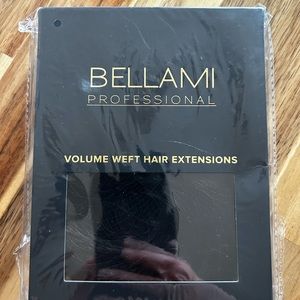 BELLAMI
PROFESSIONAL
VOLUME WEFT HAIR EXTENSIONS